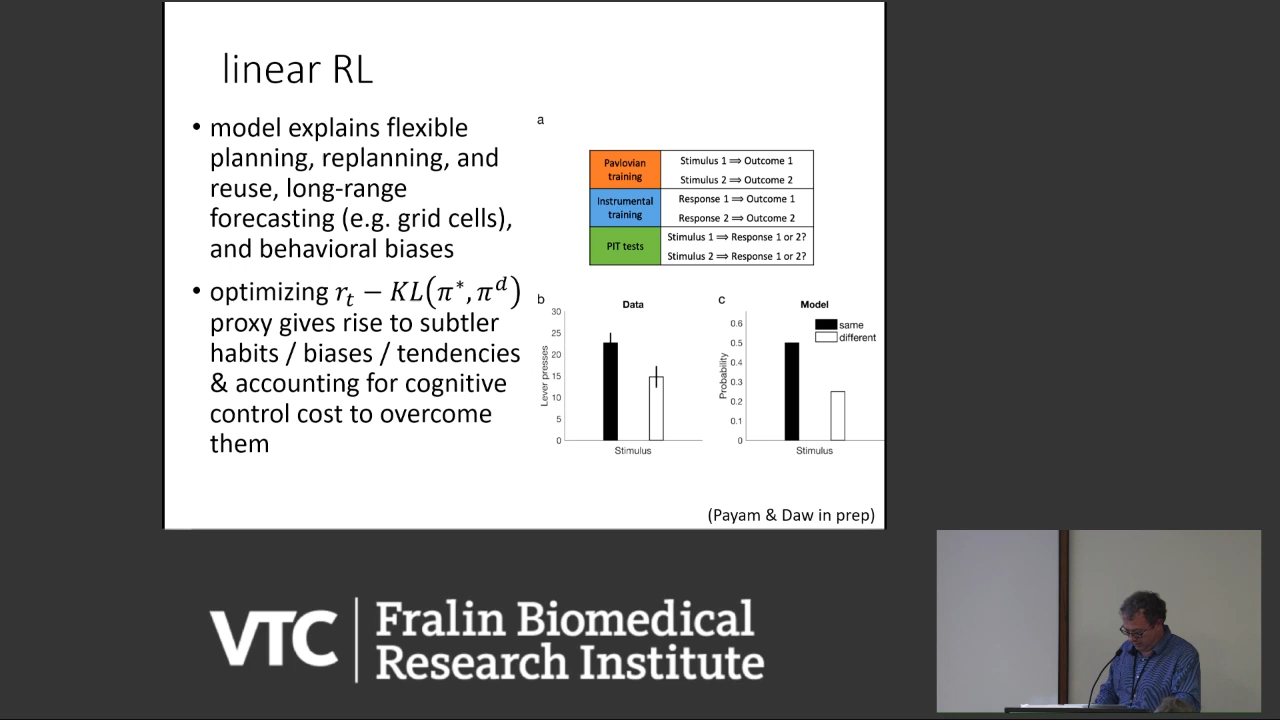 linear RL
• model explains flexible
planning, replanning, and
reuse, long-range
forecasting (e.g. grid cells),
and behavioral biases
• optimizing r_t − KL(π*, π^d)
proxy gives rise to subtler
habits / biases / tendencies
& accounting for cognitive
control cost to overcome
them
a
Pavlovian
training
Stimulus 1 ⟹ Outcome 1
Stimulus 2 ⟹ Outcome 2
Instrumental
training
Response 1 ⟹ Outcome 1
Response 2 ⟹ Outcome 2
PIT tests
Stimulus 1 ⟹ Response 1 or 2?
Stimulus 2 ⟹ Response 1 or 2?
b
Data
30
25
20
15
10
5
0
Lever presses
Stimulus
c
Model
same
different
0.6
0.5
0.4
0.3
0.2
0.1
0
Probability
Stimulus
(Payam & Daw in prep)
VTC
Fralin Biomedical
Research Institute